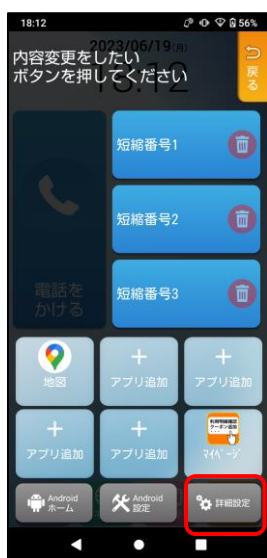 18:12
56%
2023/06/19(月)
18:12
内容変更をしたい
ボタンを押してください
戻る
短縮番号1
短縮番号2
電話を
かける
短縮番号3
地図
アプリ追加
アプリ追加
アプリ追加
アプリ追加
マイページ
Android
ホーム
Android
設定
詳細設定